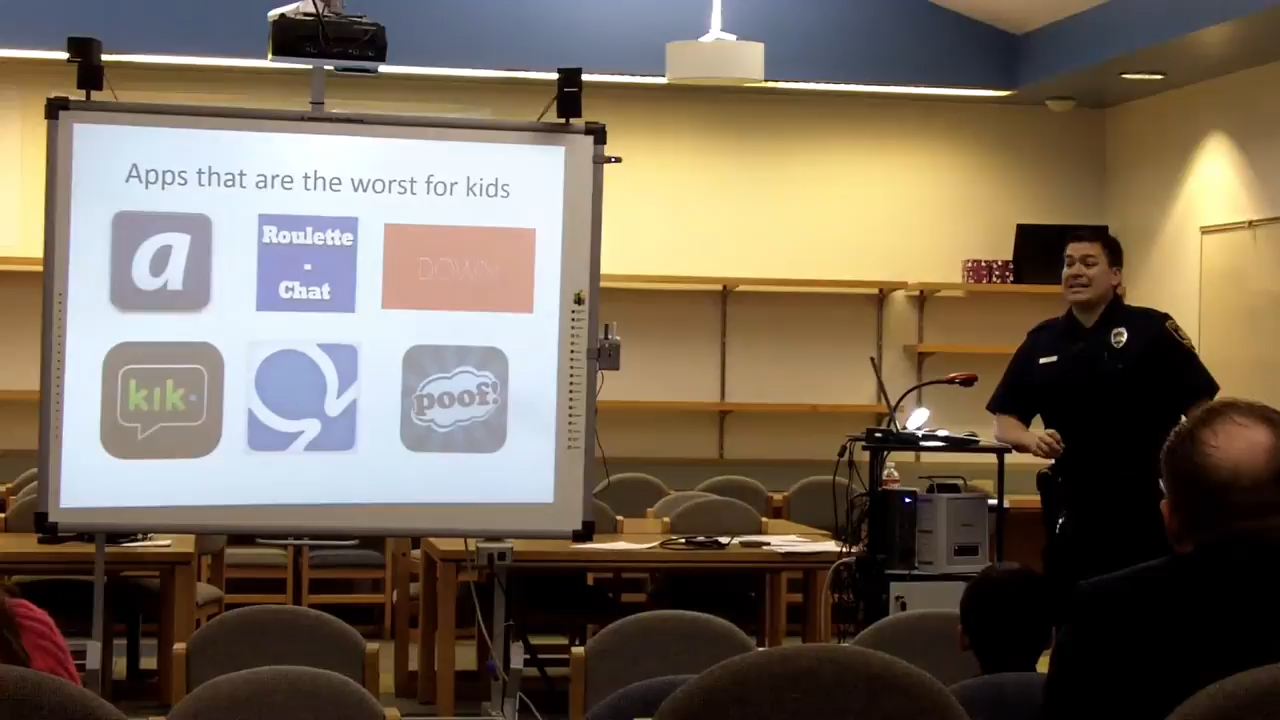 Apps that are the worst for kids
a
Roulette
-
Chat
DOWN
kik.
poof!